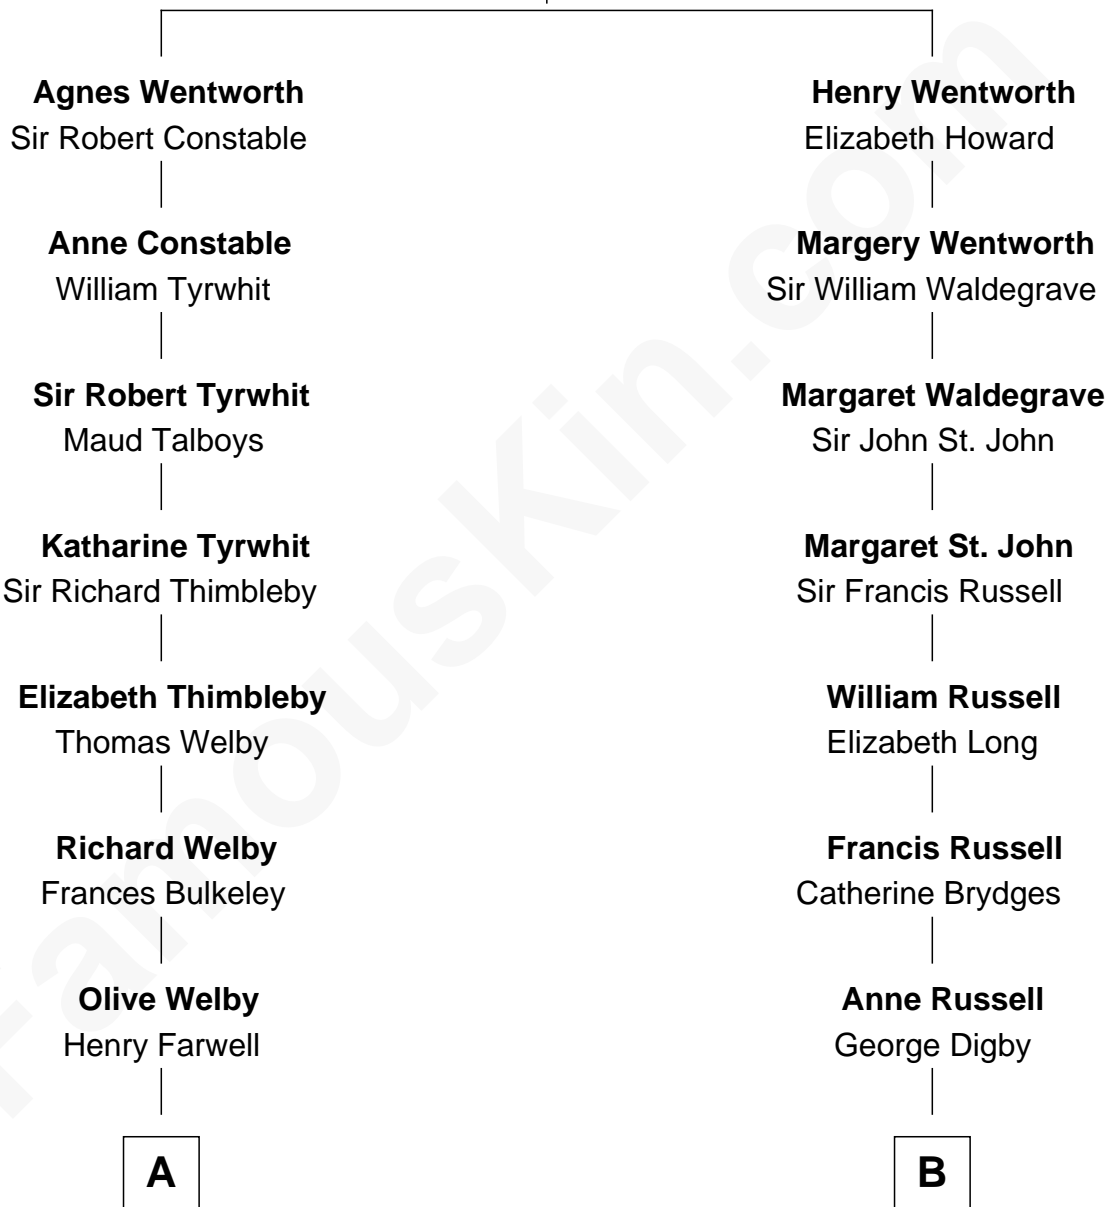 Agnes Wentworth
Sir Robert Constable
Henry Wentworth
Elizabeth Howard
Anne Constable
William Tyrwhit
Margery Wentworth
Sir William Waldegrave
Sir Robert Tyrwhit
Maud Talboys
Margaret Waldegrave
Sir John St. John
Katharine Tyrwhit
Sir Richard Thimbleby
Margaret St. John
Sir Francis Russell
Elizabeth Thimbleby
Thomas Welby
William Russell
Elizabeth Long
Richard Welby
Frances Bulkeley
Francis Russell
Catherine Brydges
Olive Welby
Henry Farwell
Anne Russell
George Digby
A
B
FamousKin.com